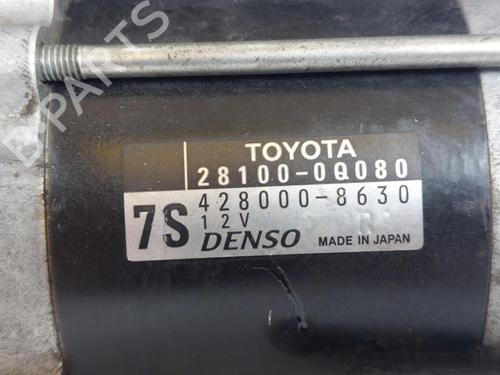 TOYOTA
28100-0Q080
7S 428000-8630
12V
DENSO MADE IN JAPAN
B-PARTS